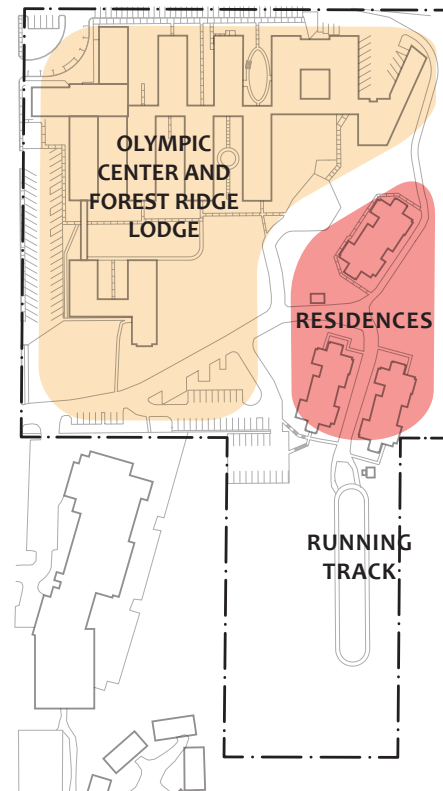 OLYMPIC
CENTER AND
FOREST RIDGE
LODGE
RESIDENCES
RUNNING
TRACK